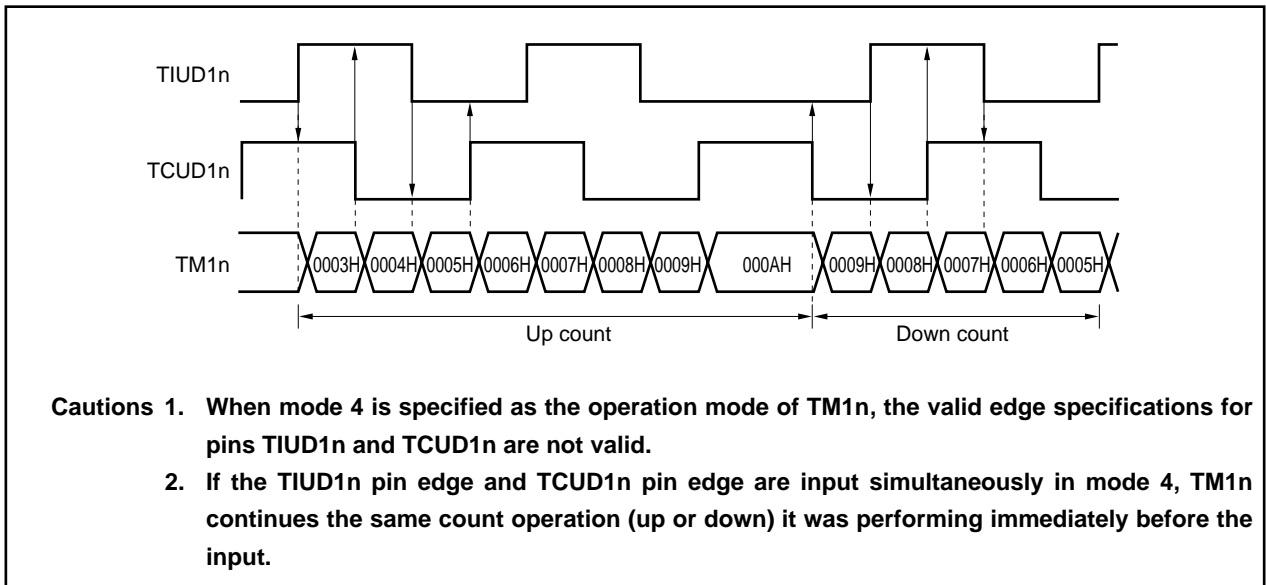 TIUD1n
TCUD1n
TM1n
0003H 0004H 0005H 0006H 0007H 0008H 0009H 000AH 0009H 0008H 0007H 0006H 0005H
Up count Down count
Cautions 1. When mode 4 is specified as the operation mode of TM1n, the valid edge specifications for
pins TIUD1n and TCUD1n are not valid.
2. If the TIUD1n pin edge and TCUD1n pin edge are input simultaneously in mode 4, TM1n
continues the same count operation (up or down) it was performing immediately before the
input.